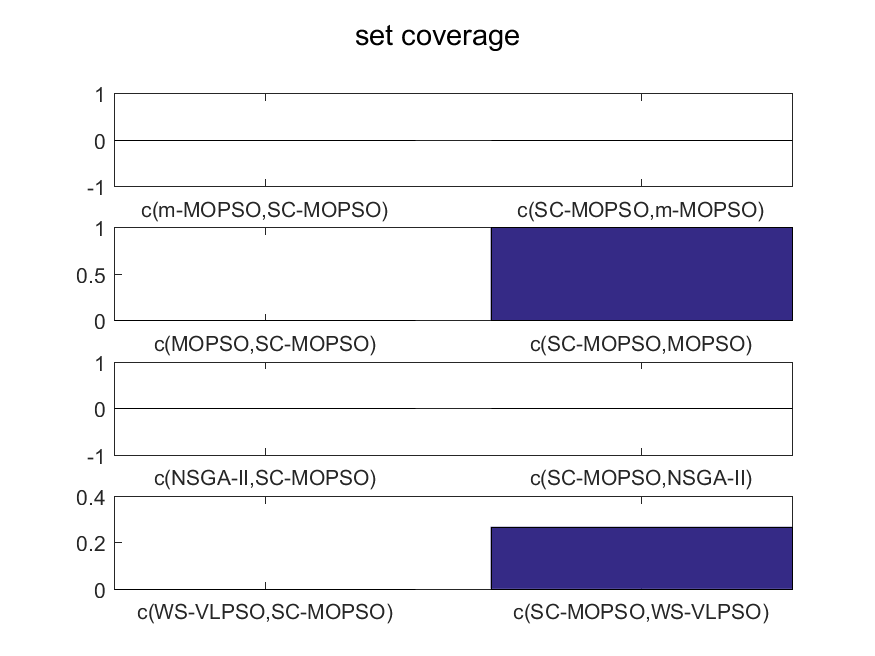 set coverage
1
0
-1
c(m-MOPSO,SC-MOPSO) c(SC-MOPSO,m-MOPSO)
1
0.5
0
c(MOPSO,SC-MOPSO) c(SC-MOPSO,MOPSO)
1
0
-1
c(NSGA-II,SC-MOPSO) c(SC-MOPSO,NSGA-II)
0.4
0.2
0
c(WS-VLPSO,SC-MOPSO) c(SC-MOPSO,WS-VLPSO)